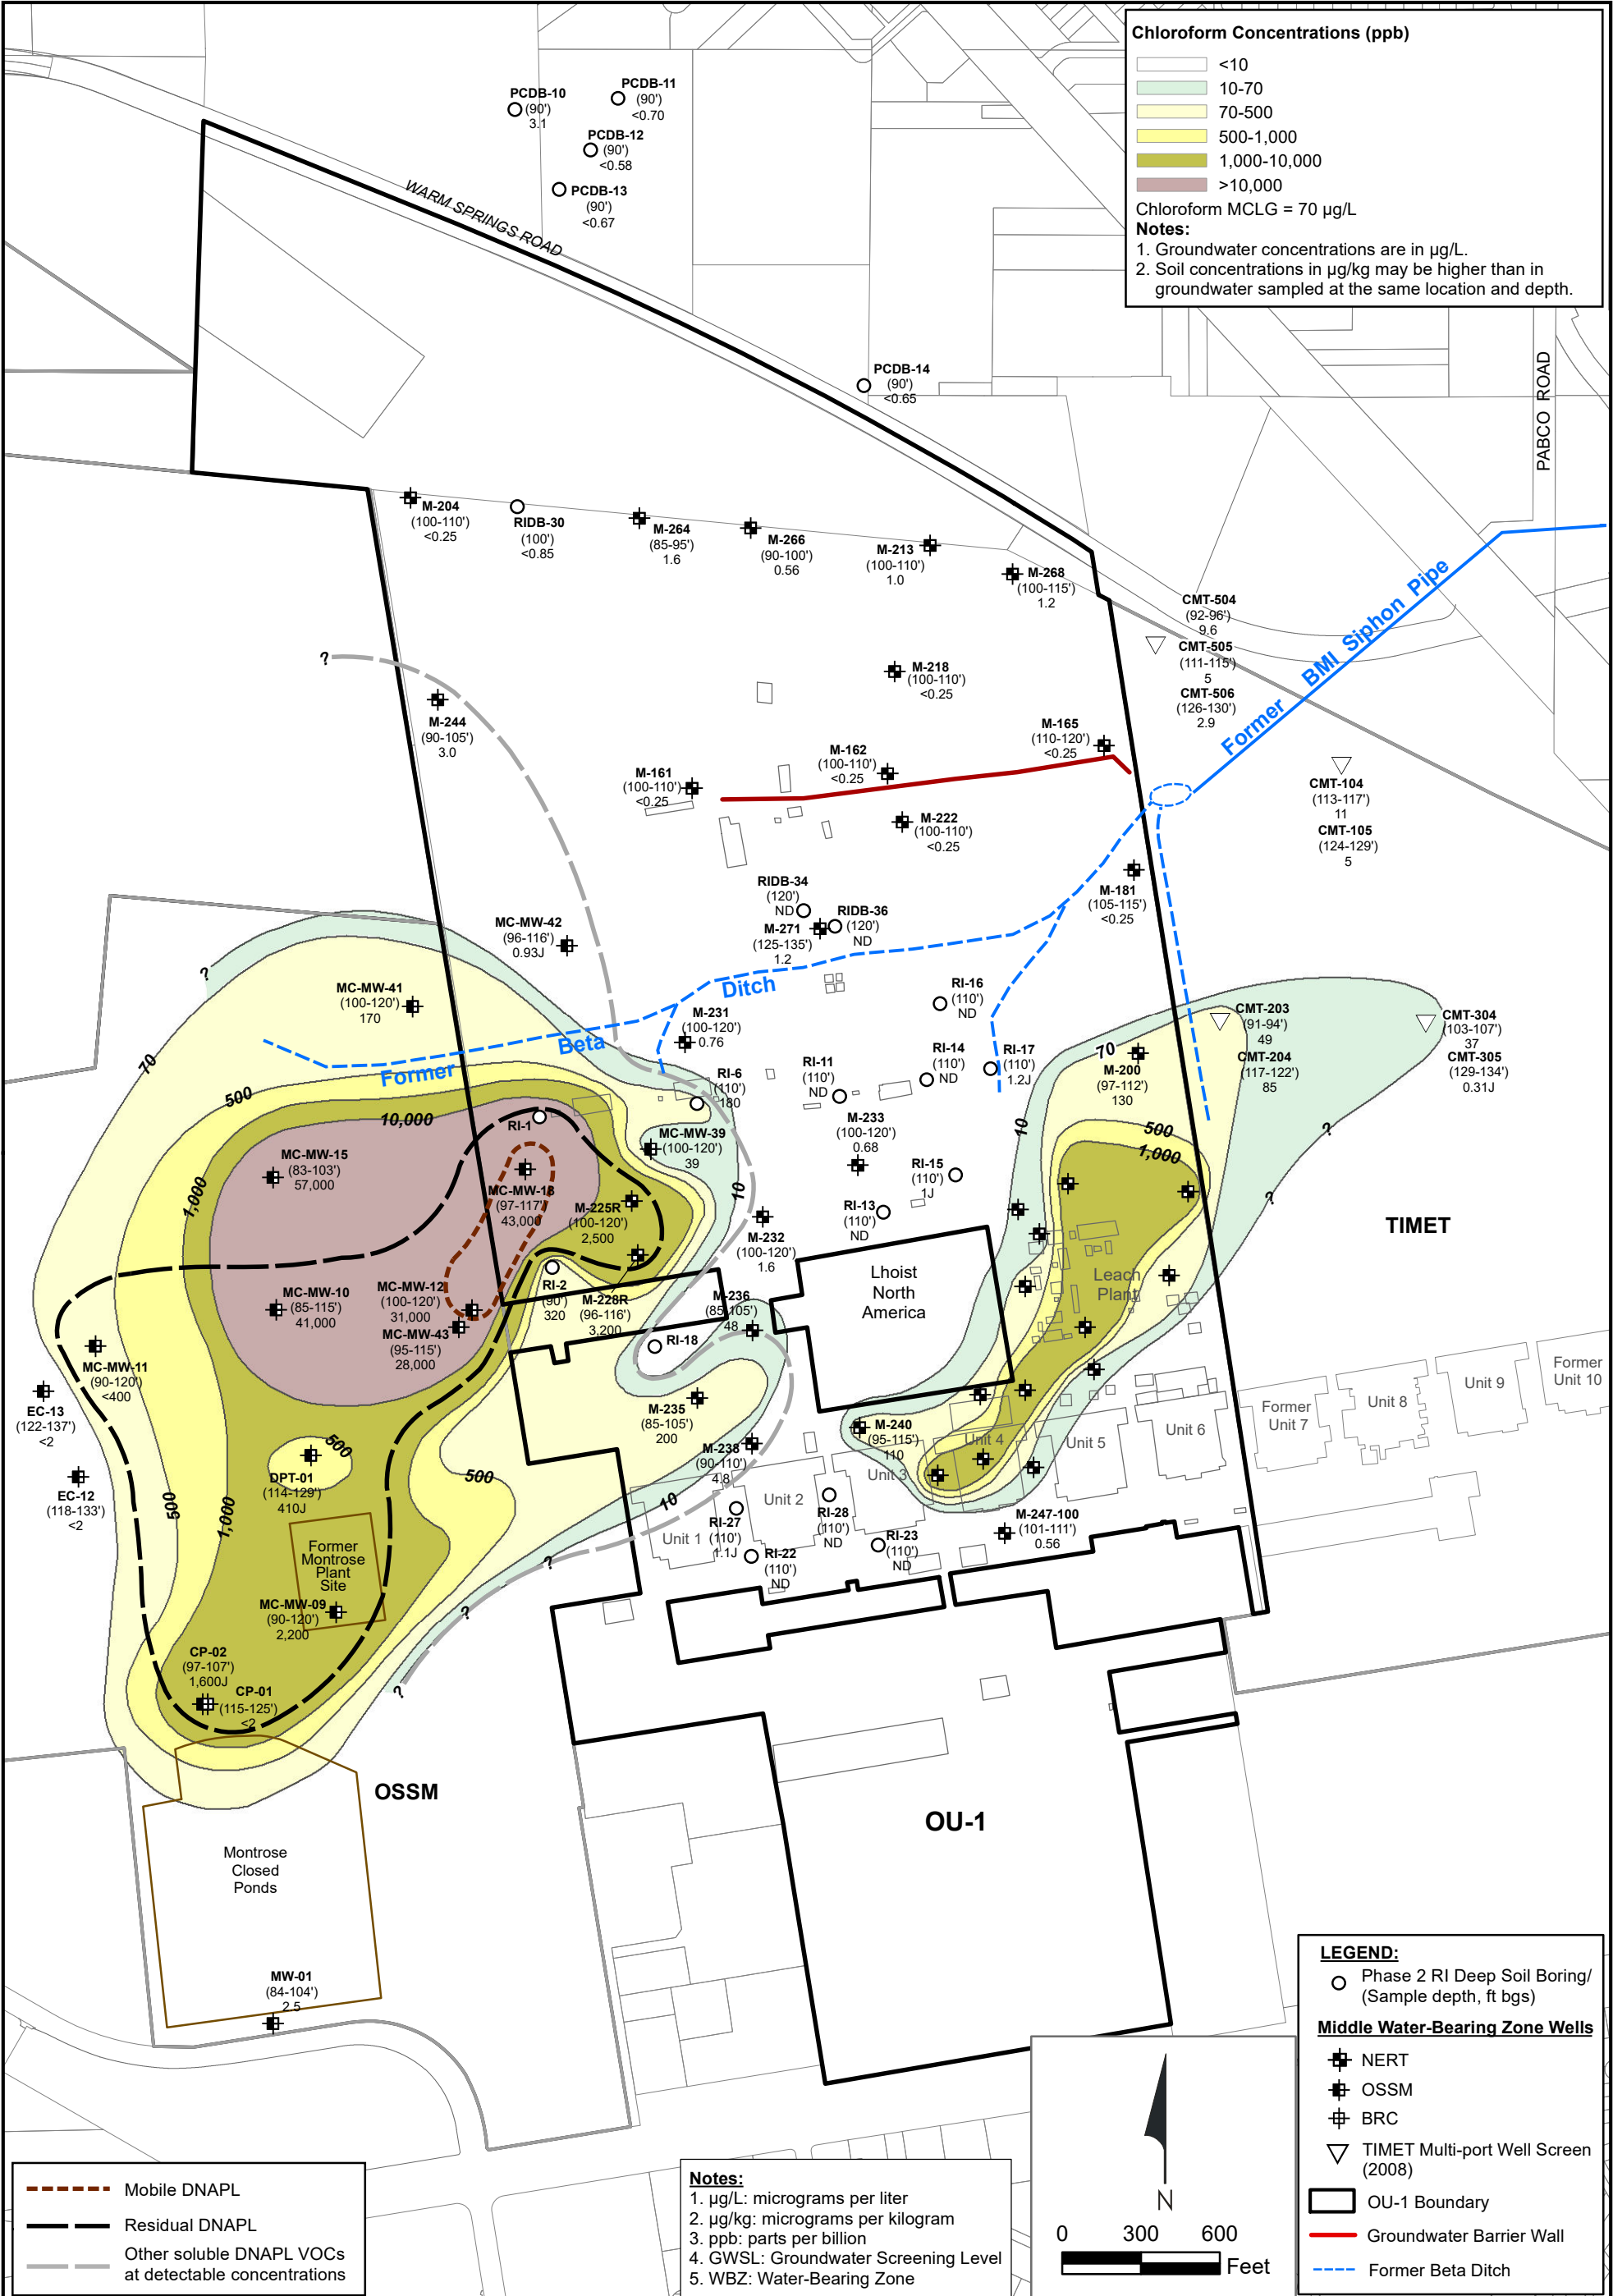 Chloroform Concentrations (ppb)
<10
10-70
70-500
500-1,000
1,000-10,000
>10,000
Chloroform MCLG = 70 µg/L
Notes:
1. Groundwater concentrations are in µg/L.
2. Soil concentrations in µg/kg may be higher than in
groundwater sampled at the same location and depth.
PCDB-10
(90')
3.1
PCDB-11
(90')
<0.70
PCDB-12
(90')
<0.58
PCDB-13
(90')
<0.67
WARM SPRINGS ROAD
PCDB-14
(90')
<0.65
PABCO ROAD
M-204
(100-110')
<0.25
RIDB-30
(100')
<0.85
M-264
(85-95')
1.6
M-266
(90-100')
0.56
M-213
(100-110')
1.0
M-268
(100-115')
1.2
CMT-504
(92-96')
9.6
CMT-505
(111-115')
5
CMT-506
(126-130')
2.9
Former BMI Siphon Pipe
?
M-218
(100-110')
<0.25
M-244
(90-105')
3.0
M-165
(110-120')
<0.25
M-162
(100-110')
<0.25
M-161
(100-110')
<0.25
CMT-104
(113-117')
11
CMT-105
(124-129')
5
M-222
(100-110')
<0.25
M-181
(105-115')
<0.25
RIDB-34
(120')
ND
RIDB-36
(120')
ND
M-271
(125-135')
1.2
MC-MW-42
(96-116')
0.93J
?
MC-MW-41
(100-120')
170
Former Beta Ditch
RI-16
(110')
ND
M-231
(100-120')
0.76
CMT-203
(91-94')
49
CMT-204
(117-122')
85
CMT-304
(103-107')
37
CMT-305
(129-134')
0.31J
70
500
10,000
1,000
RI-6
(110')
180
RI-11
(110')
ND
RI-14
(110')
ND
RI-17
(110')
1.2J
70
M-200
(97-112')
130
10
500
1,000
?
?
RI-1
MC-MW-39
(100-120')
39
M-233
(100-120')
0.68
RI-15
(110')
1J
MC-MW-15
(83-103')
57,000
MC-MW-18
(97-117')
43,000
M-225R
(100-120')
2,500
10
RI-13
(110')
ND
M-232
(100-120')
1.6
TIMET
Lhoist
North
America
Leach
Plant
MC-MW-10
(85-115')
41,000
MC-MW-12
(100-120')
31,000
MC-MW-43
(95-115')
28,000
RI-2
(90')
320
M-228R
(96-116')
3,200
M-236
(85-105')
48
RI-18
MC-MW-11
(90-120')
<400
EC-13
(122-137')
<2
EC-12
(118-133')
<2
M-235
(85-105')
200
M-238
(90-110')
4.8
M-240
(95-115')
110
Unit 1
Unit 2
Unit 3
Unit 4
Unit 5
Unit 6
Former
Unit 7
Unit 8
Unit 9
Former
Unit 10
500
DPT-01
(114-129')
410J
500
500
1,000
10
RI-27
(110')
1.1J
RI-22
(110')
ND
RI-28
(110')
ND
RI-23
(110')
ND
M-247-100
(101-111')
0.56
?
?
?
Former
Montrose
Plant
Site
MC-MW-09
(90-120')
2,200
CP-02
(97-107')
1,600J
CP-01
(115-125')
<2
OSSM
OU-1
Montrose
Closed
Ponds
MW-01
(84-104')
2.5
Mobile DNAPL
Residual DNAPL
Other soluble DNAPL VOCs
at detectable concentrations
Notes:
1. µg/L: micrograms per liter
2. µg/kg: micrograms per kilogram
3. ppb: parts per billion
4. GWSL: Groundwater Screening Level
5. WBZ: Water-Bearing Zone
N
0 300 600
Feet
LEGEND:
Phase 2 RI Deep Soil Boring/
(Sample depth, ft bgs)
Middle Water-Bearing Zone Wells
NERT
OSSM
BRC
TIMET Multi-port Well Screen
(2008)
OU-1 Boundary
Groundwater Barrier Wall
Former Beta Ditch